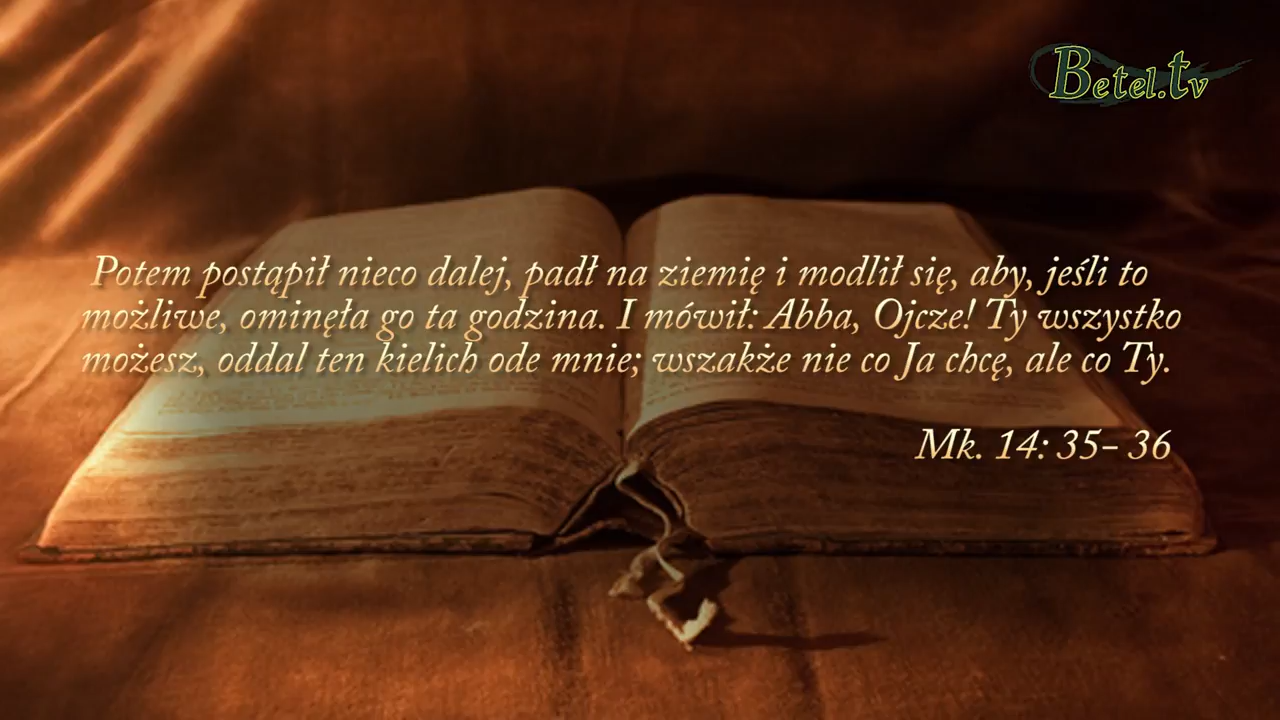 Betel.tv
Potem postąpił nieco dalej, padł na ziemię i modlił się, aby, jeśli to
możliwe, ominęła go ta godzina. I mówił: Abba, Ojcze! Ty wszystko
możesz, oddal ten kielich ode mnie; wszakże nie co Ja chcę, ale co Ty.
Mk. 14: 35- 36